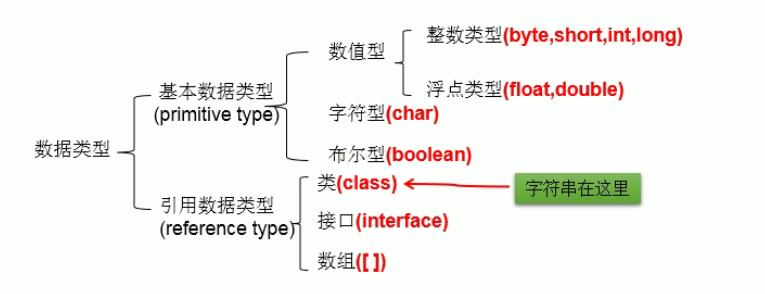 整数类型(byte,short,int,long)
数值型
浮点类型(float,double)
基本数据类型
(primitive type)
字符型(char)
数据类型
布尔型(boolean)
类(class)
字符串在这里
引用数据类型
(reference type)
接口(interface)
数组([ ])